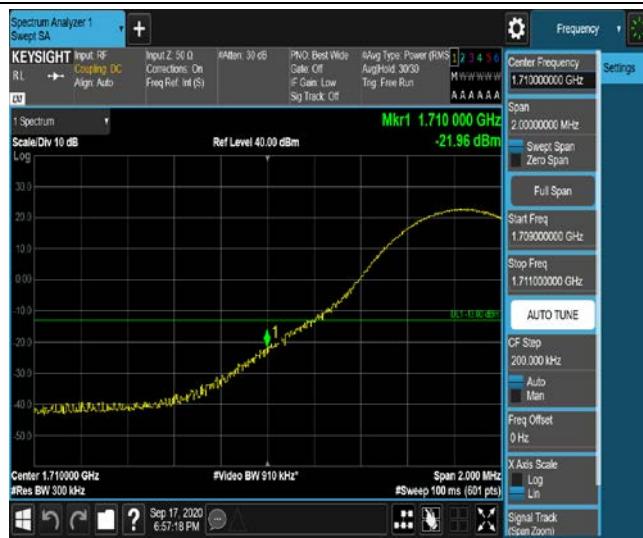 Spectrum Analyzer 1
Swept SA
+
Frequency
KEYSIGHT
RL
Input: RF
Coupling: DC
Align: Auto
Input Z: 50 Ω
Corrections: On
Freq Ref: Int (S)
#Atten: 30 dB
PNO: Best Wide
Gate: Off
IF Gain: Low
Sig Track: Off
#Avg Type: Power (RMS
Avg|Hold: 30/30
Trig: Free Run
1 2 3 4 5 6
M W W W W W
A A A A A A
Center Frequency
1.710000000 GHz
Settings
Span
2.00000000 MHz
Swept Span
Zero Span
Full Span
Start Freq
1.709000000 GHz
Stop Freq
1.711000000 GHz
AUTO TUNE
CF Step
200.000 kHz
Auto
Man
Freq Offset
0 Hz
X Axis Scale
Log
Lin
Signal Track
(Span Zoom)
1 Spectrum
Scale/Div 10 dB
Log
Ref Level 40.00 dBm
Mkr1 1.710 000 GHz
-21.96 dBm
30.0
20.0
10.0
0.00
-10.0
DL1 -13.00 dBm
1
-20.0
-30.0
-40.0
-50.0
Center 1.710000 GHz
#Res BW 300 kHz
#Video BW 910 kHz*
Span 2.000 MHz
#Sweep 100 ms (601 pts)
?
Sep 17, 2020
6:57:18 PM